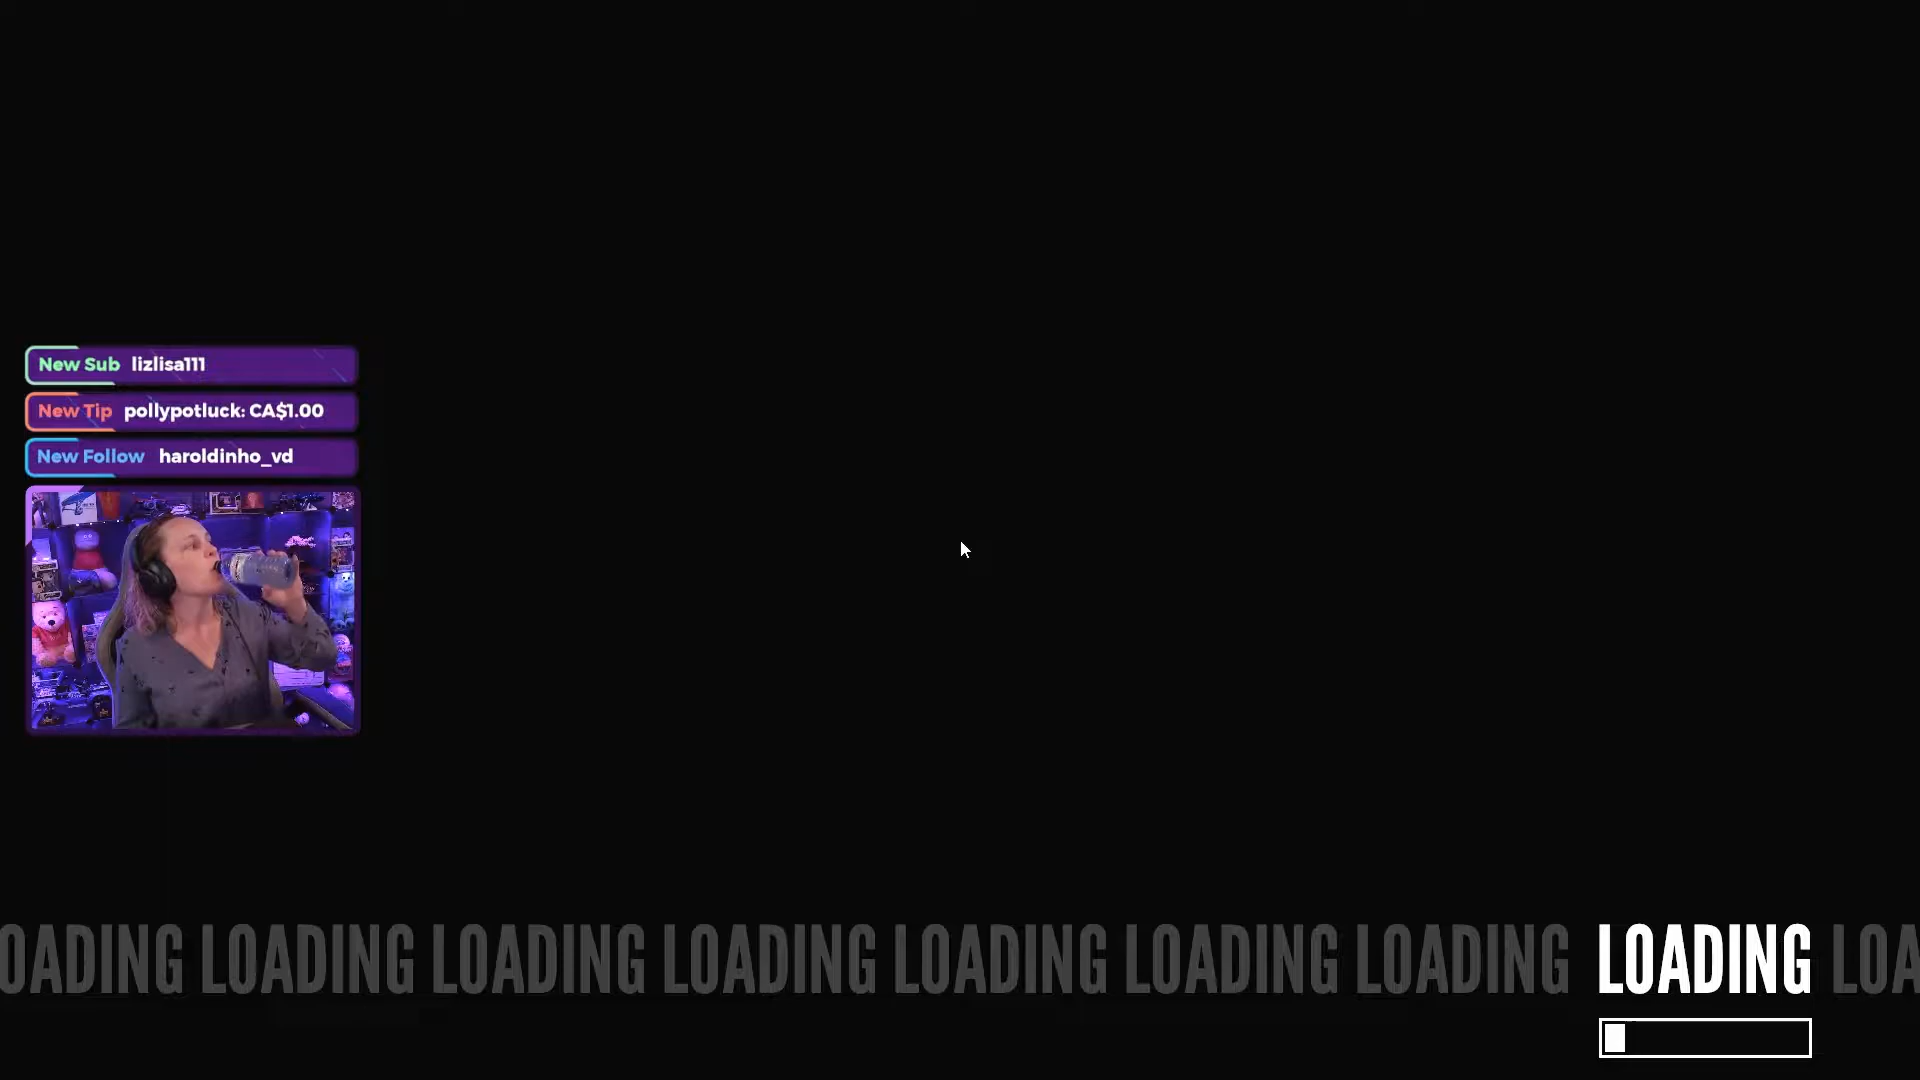 New Sub lizlisa111
New Tip pollypotluck: CA$1.00
New Follow haroldinho_vd
OADING LOADING LOADING LOADING LOADING LOADING LOADING LOADING LOA